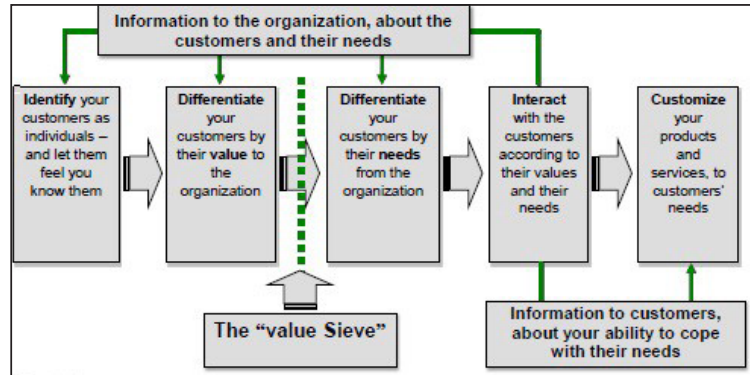 Information to the organization, about the
customers and their needs
Identify your
customers as
individuals –
and let them
feel you
know them
Differentiate
your
customers by
their value to
the
organization
Differentiate
your
customers by
their needs
from the
organization
Interact
with the
customers
according to
their values
and their
needs
Customize
your
products
and
services, to
customers'
needs
The “value Sieve”
Information to customers,
about your ability to cope
with their needs